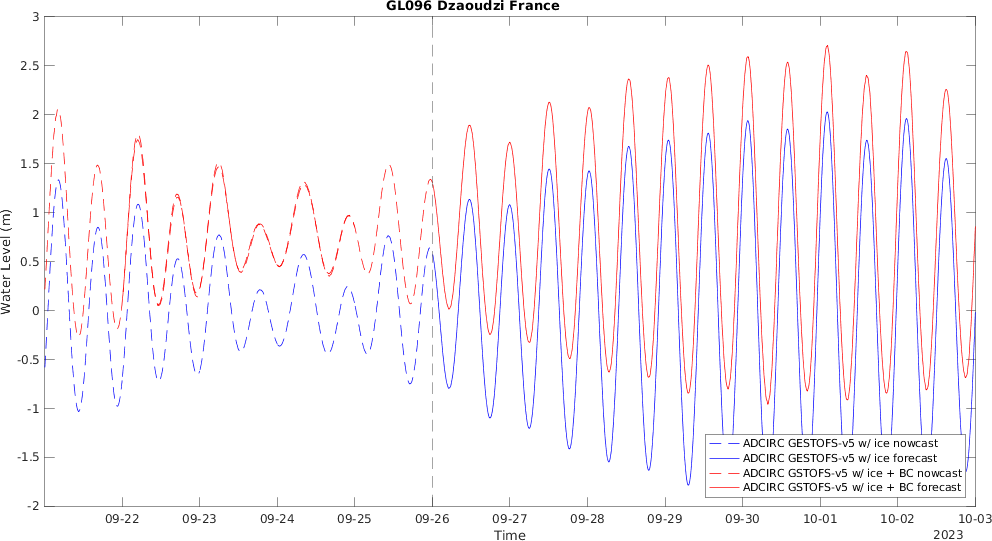 GL096 Dzaoudzi France
3
2.5
2
1.5
1
0.5
0
-0.5
-1
-1.5
-2
Water Level (m)
ADCIRC GESTOFS-v5 w/ ice nowcast
ADCIRC GESTOFS-v5 w/ ice forecast
ADCIRC GSTOFS-v5 w/ ice + BC nowcast
ADCIRC GSTOFS-v5 w/ ice + BC forecast
09-22 09-23 09-24 09-25 09-26 09-27 09-28 09-29 09-30 10-01 10-02 10-03
Time
2023